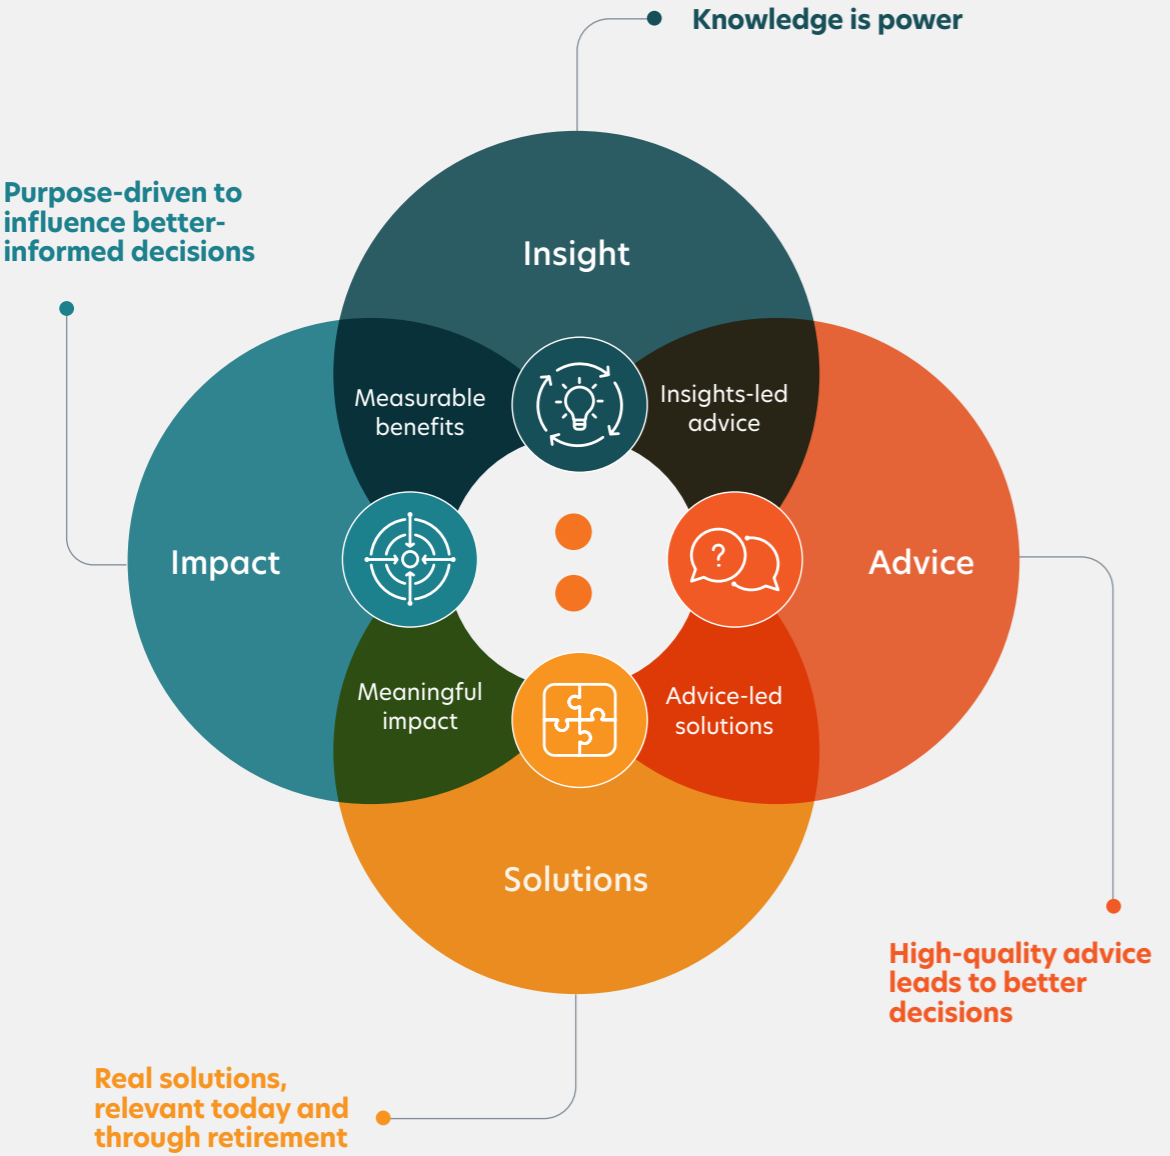 Knowledge is power
Purpose-driven to
influence better-
informed decisions
Insight
Measurable
benefits
Insights-led
advice
Impact
?
Advice
Meaningful
impact
Advice-led
solutions
Solutions
High-quality advice
leads to better
decisions
Real solutions,
relevant today and
through retirement